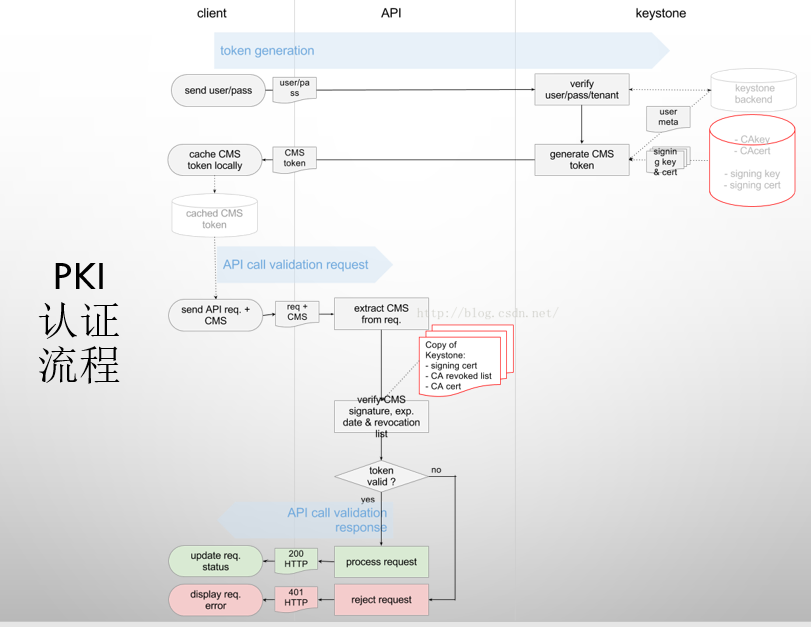 client
API
keystone
token generation
send user/pass
user/pa
ss
verify
user/pass/tenant
keystone
backend
user
meta
cache CMS
token locally
CMS
token
generate CMS
token
signin
g key
& cert
- CAkey
- CAcert
- signing key
- signing cert
cached CMS
token
API call validation request
PKI
认证
流程
send API req. +
CMS
req +
CMS
extract CMS
from req.
http://blog.csdn.net/
Copy of
Keystone:
- signing cert
- CA revoked list
- CA cert
verify CMS
signature, exp.
date & revocation
list
token
valid ?
no
yes
API call validation
response
update req.
status
200
HTTP
process request
display req.
error
401
HTTP
reject request